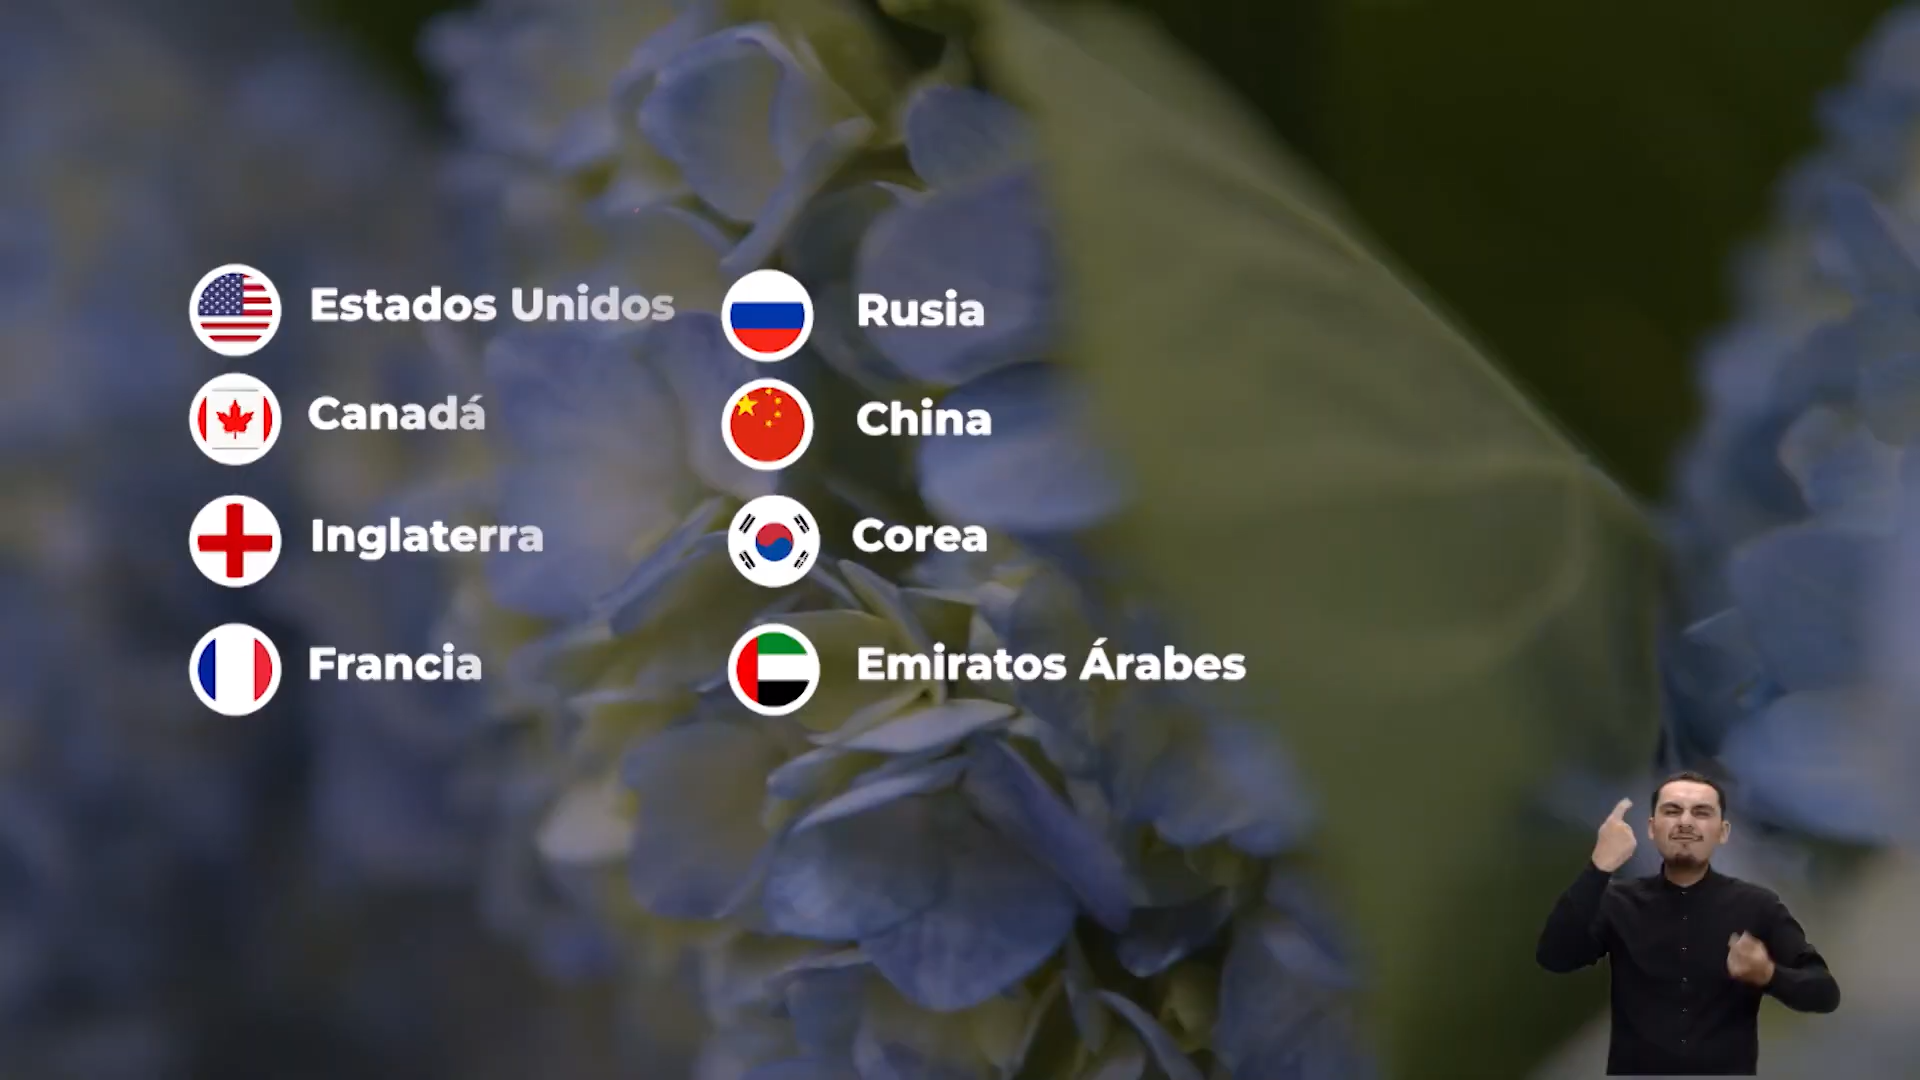 Estados Unidos
Canadá
Inglaterra
Francia
Rusia
China
Corea
Emiratos Árabes